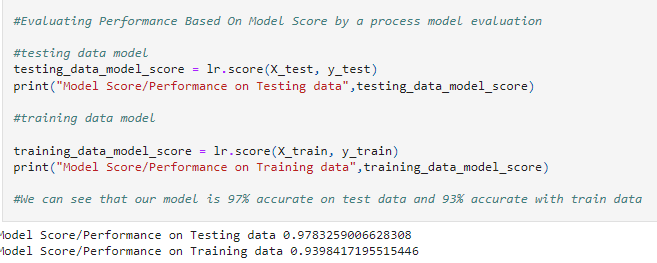 #Evaluating Performance Based On Model Score by a process model evaluation
#testing data model
testing_data_model_score = lr.score(X_test, y_test)
print("Model Score/Performance on Testing data",testing_data_model_score)
#training data model
training_data_model_score = lr.score(X_train, y_train)
print("Model Score/Performance on Training data",training_data_model_score)
#We can see that our model is 97% accurate on test data and 93% accurate with train data
Model Score/Performance on Testing data 0.9783259006628308
Model Score/Performance on Training data 0.9398417195515446